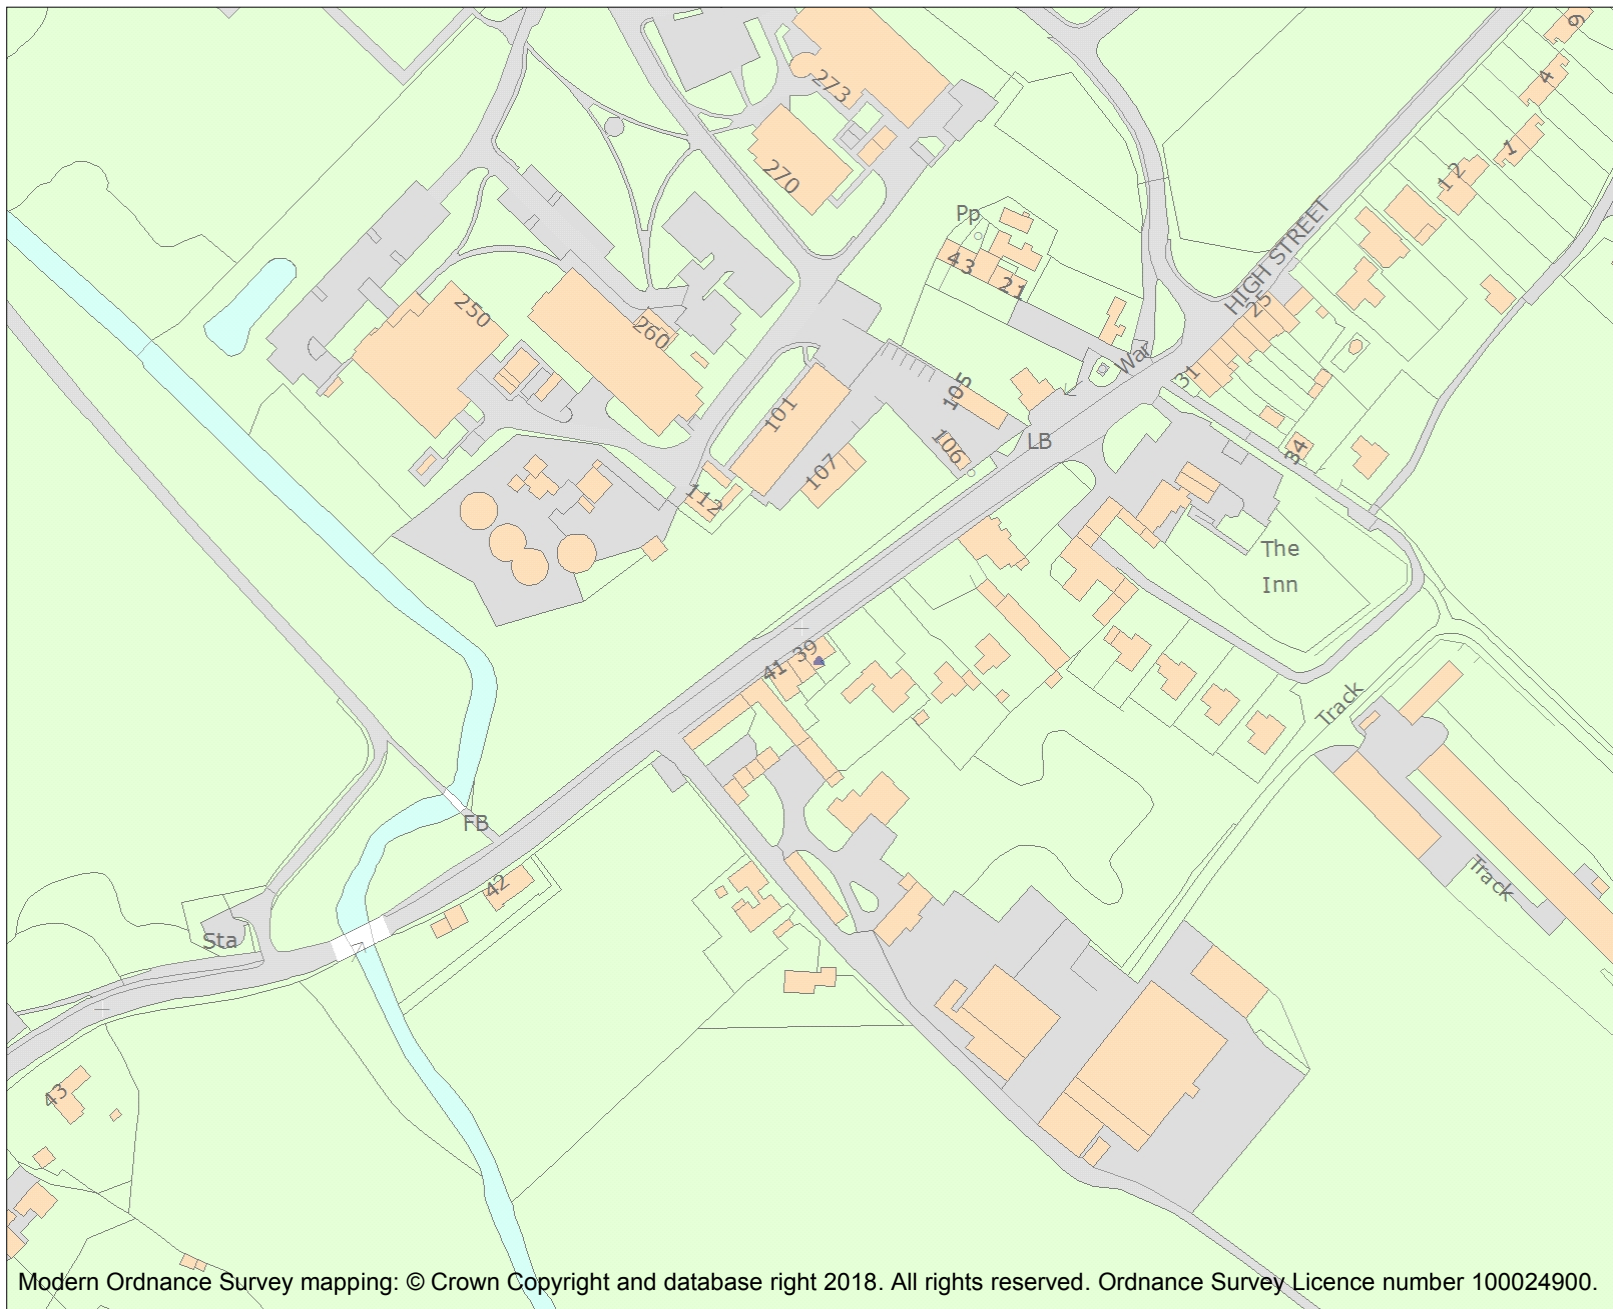 9
4
273
1
270
1 2
Pp
HIGH STREET
43
21
25
250
260
War
31
105
101
LB
106
34
107
112
The
Inn
39
41
Track
FB
Track
42
Sta
43
Modern Ordnance Survey mapping: © Crown Copyright and database right 2018. All rights reserved. Ordnance Survey Licence number 100024900.